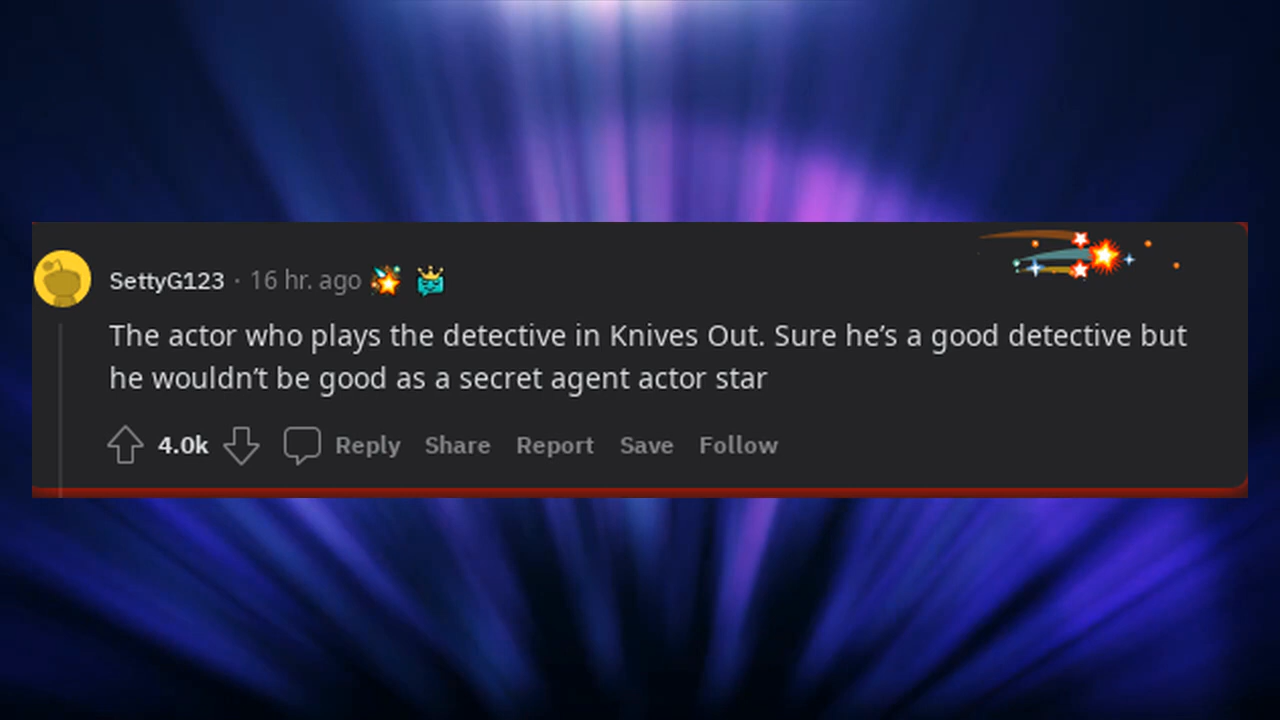 SettyG123 · 16 hr. ago
The actor who plays the detective in Knives Out. Sure he’s a good detective but
he wouldn’t be good as a secret agent actor star
4.0k Reply Share Report Save Follow